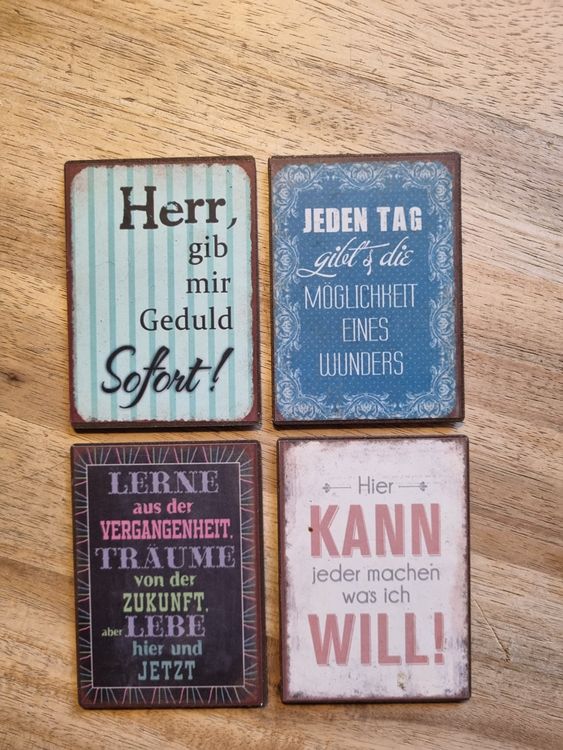 Herr,
gib
mir
Geduld
Sofort!
JEDEN TAG
gibt's die
MÖGLICHKEIT
EINES
WUNDERS
LERNE
aus der
VERGANGENHEIT,
TRÄUME
von der
ZUKUNFT,
aber LEBE
hier und
JETZT
Hier
KANN
jeder machen
was ich
WILL!